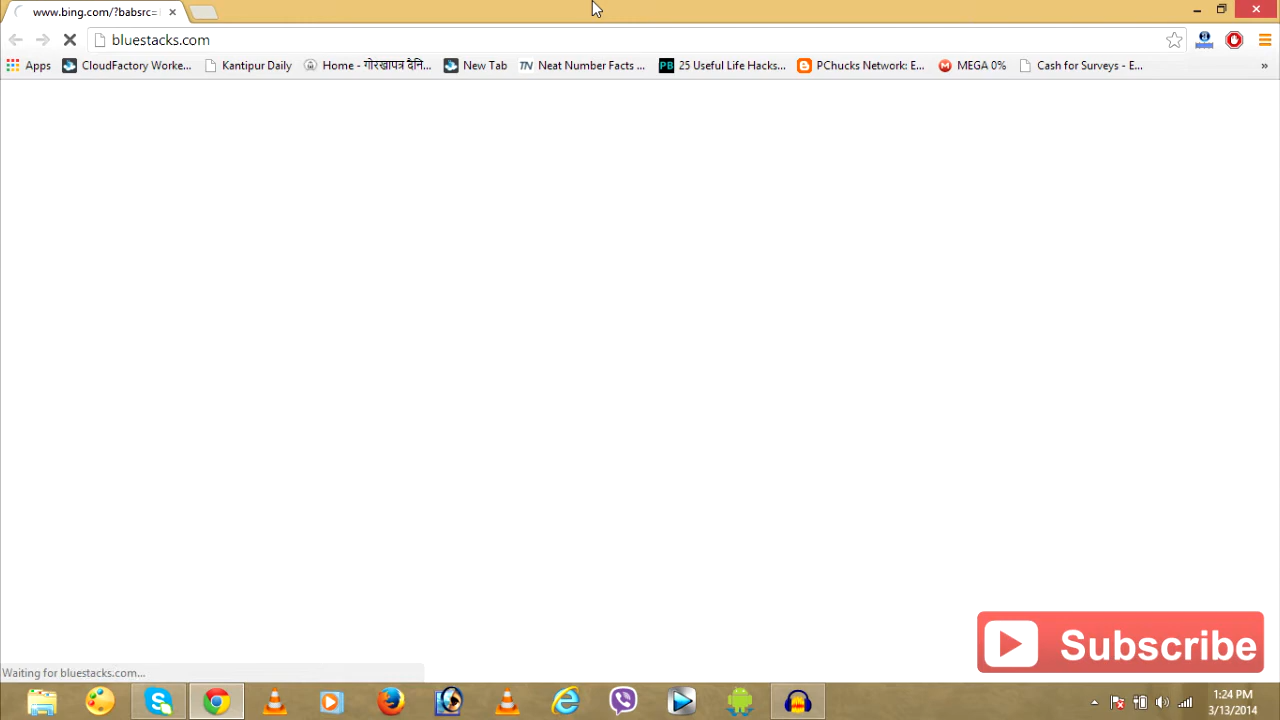 www.bing.com/?babsrc=
bluestacks.com
Apps CloudFactory Worke... Kantipur Daily Home - गोरखापत्र दैनि... New Tab TN Neat Number Facts ... PB 25 Useful Life Hacks... PChucks Network: E... M MEGA 0% Cash for Surveys - E... »
Subscribe
Waiting for bluestacks.com...
1:24 PM
3/13/2014